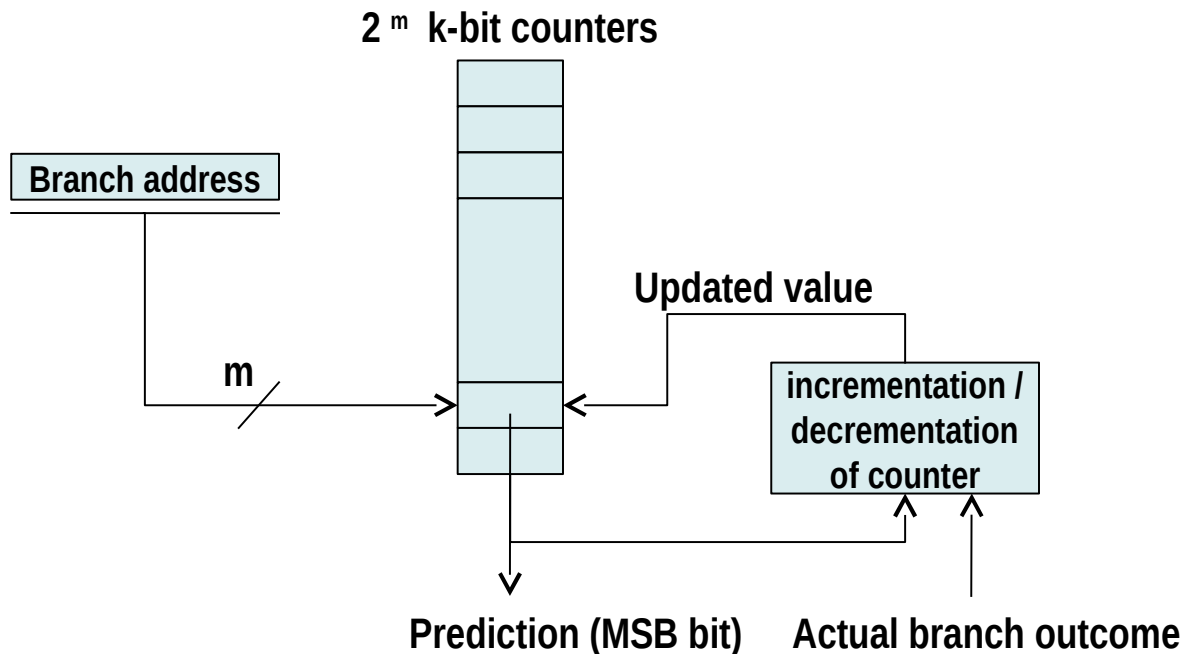 2 ᵐ k-bit counters
Branch address
Updated value
m
incrementation /
decrementation
of counter
Prediction (MSB bit)
Actual branch outcome